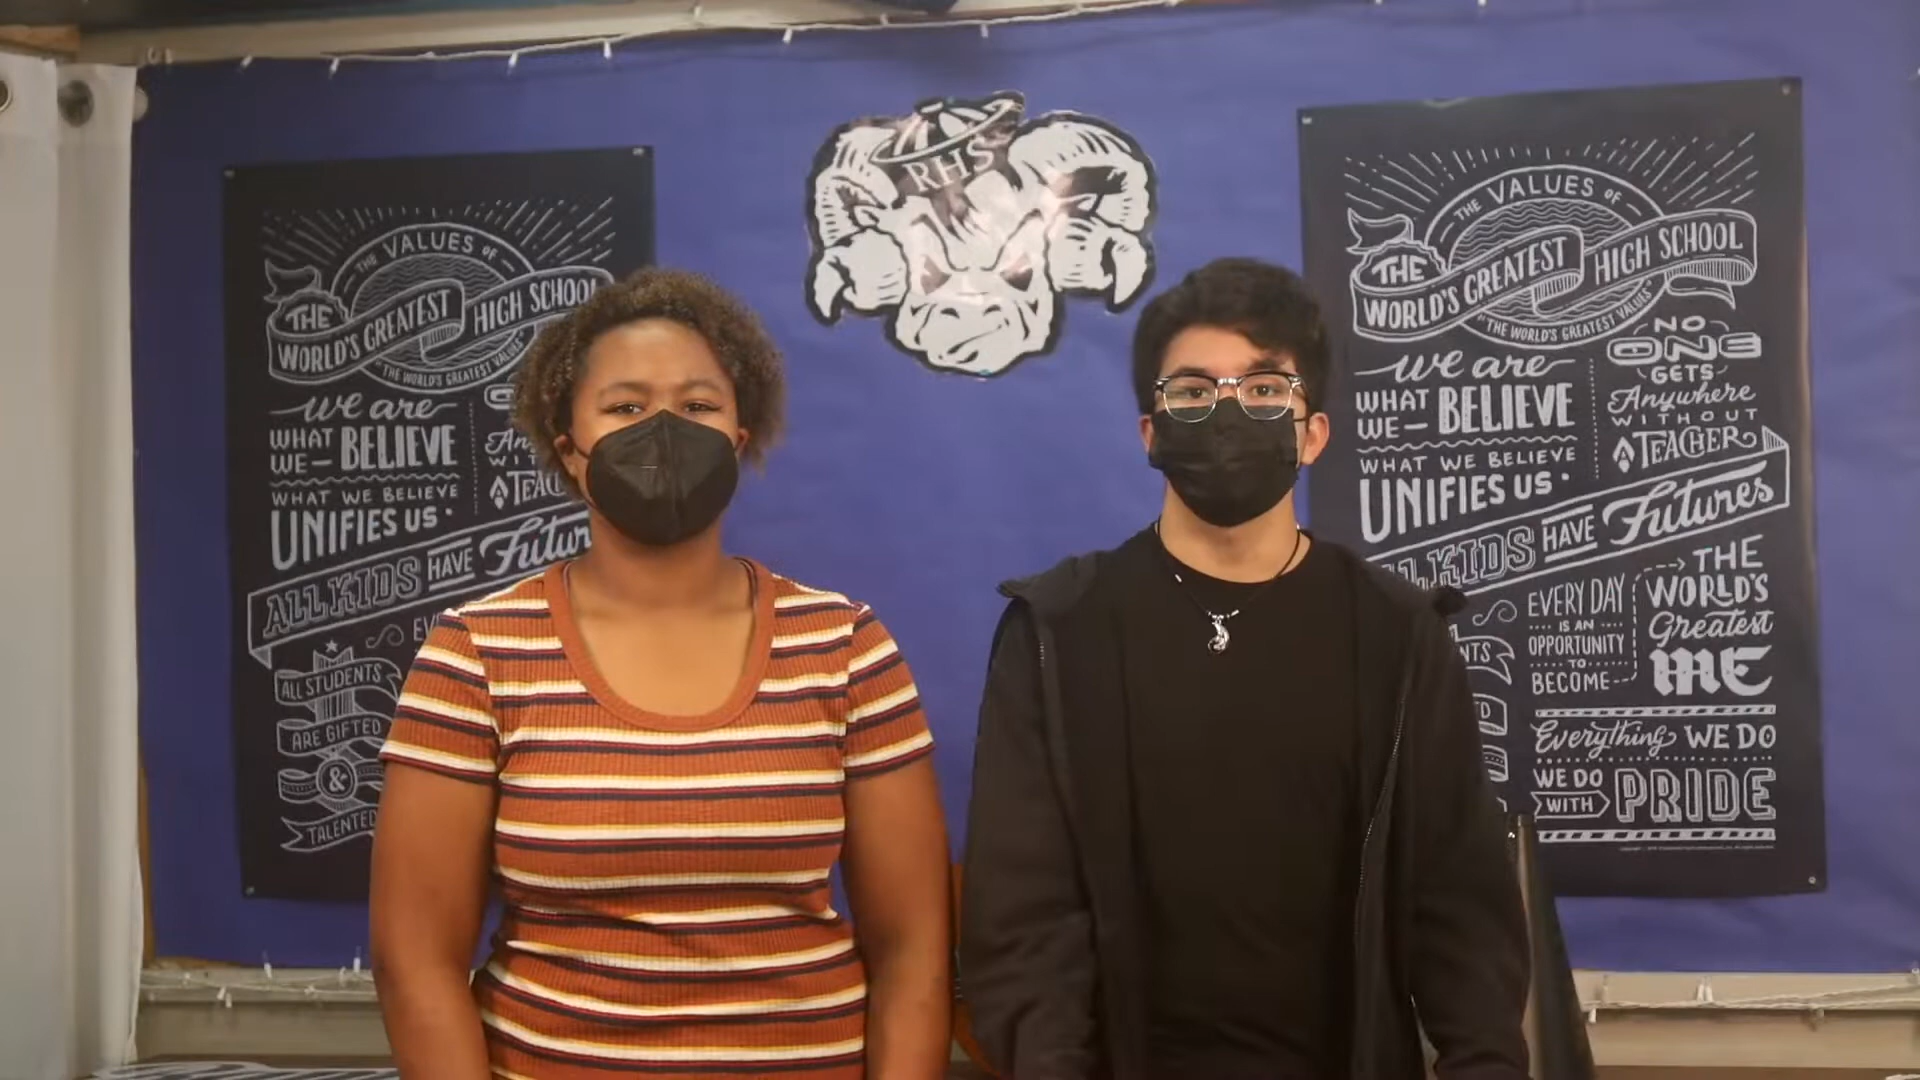 THE VALUES OF
THE
WORLD'S GREATEST HIGH SCHOOL
"THE WORLD'S GREATEST VALUES
we are
WHAT
WE— BELIEVE
WHAT WE BELIEVE
UNIFIES US
ALL KIDS HAVE
ALL STUDENTS
ARE GIFTED
&
TALENTED
RHS
THE VALUES OF
THE
WORLD'S GREATEST HIGH SCHOOL
"THE WORLD'S GREATEST VALUES"
we are
WHAT
WE— BELIEVE
WHAT WE BELIEVE
UNIFIES US
NO
ONE
GETS
Anywhere
WITHOUT
A TEACHER
KIDS HAVE Futures
EVERY DAY
IS AN
OPPORTUNITY
TO
BECOME
THE
WORLD'S
Greatest
ME
Everything WE DO
WE DO
WITH PRIDE